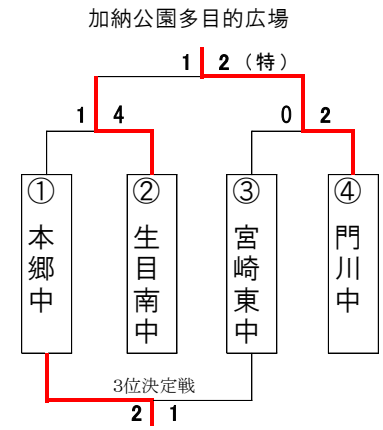 加納公園多目的広場
1 2 (特)
1 4 0 2
① ② ③ ④
本郷中 生目南中 宮崎東中 門川中
3位決定戦
2 1